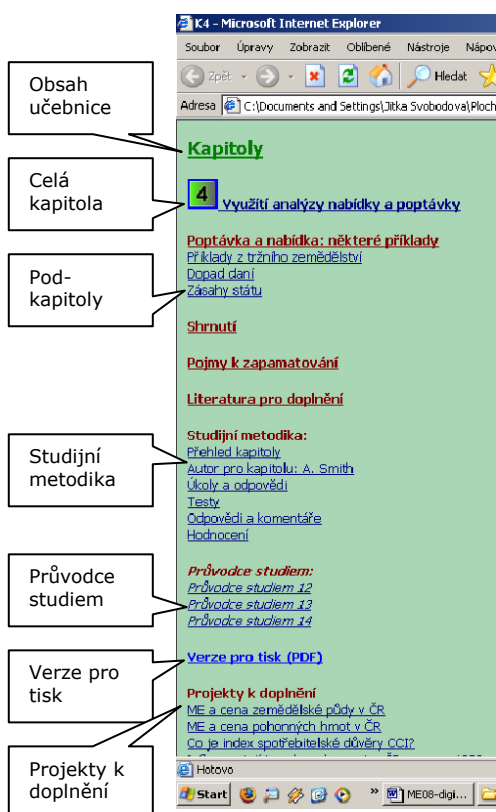 K4 - Microsoft Internet Explorer
Soubor Úpravy Zobrazit Oblíbené Nástroje
Zpět Hledat
Adresa C:\Documents and Settings\Jitka Svobodova\Ploch
Obsah
učebnice
Kapitoly
Celá
kapitola
4 Využítí analýzy nabídky a poptávky
Pod-
kapitoly
Poptávka a nabídka: některé příklady
Příklady z tržního zemědělství
Dopad daní
Zásahy státu
Shrnutí
Pojmy k zapamatování
Literatura pro doplnění
Studijní
metodika
Studijní metodika:
Přehled kapitoly
Autor pro kapitolu: A. Smith
Úkoly a odpovědi
Testy
Odpovědi a komentáře
Hodnocení
Průvodce
studiem
Průvodce studiem:
Průvodce studiem 12
Průvodce studiem 13
Průvodce studiem 14
Verze pro
tisk
Verze pro tisk (PDF)
Projekty k
doplnění
Projekty k doplnění
ME a cena zemědělské půdy v ČR
ME a cena pohonných hmot v ČR
Co je index spotřebitelské důvěry CCI?
Hotovo
Start » ME08-digi...